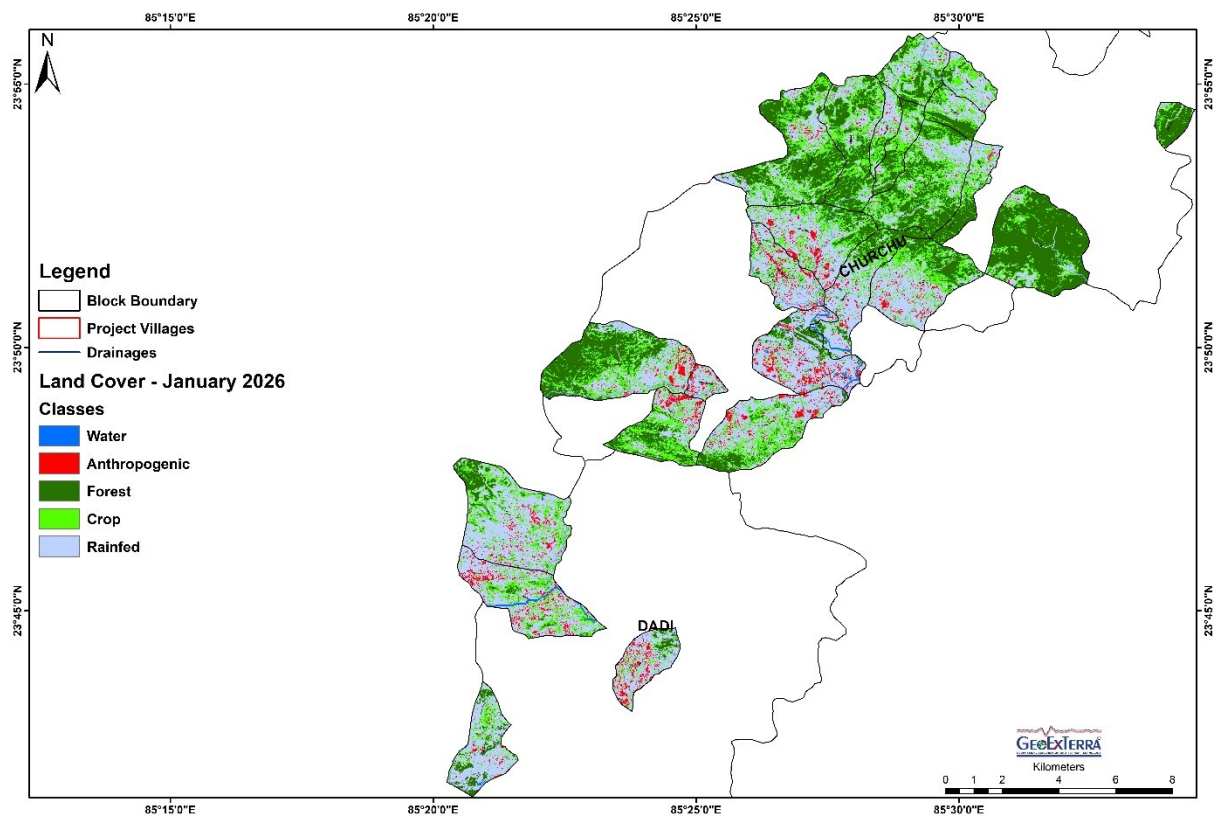 85°15'0"N 85°20'0"N 85°25'0"N 85°30'0"N
N
23°55'0"N 23°55'0"N
CHURCHU
Legend
Block Boundary
Project Villages
Drainages
23°50'0"N 23°50'0"N
Land Cover - January 2026
Classes
Water
Anthropogenic
Forest
Crop
Rainfed
23°45'0"N 23°45'0"N
DADI
GEOEXTERRA
Kilometers
0 0.5 1 2 4 6 8
85°15'0"N 85°20'0"N 85°25'0"N 85°30'0"N